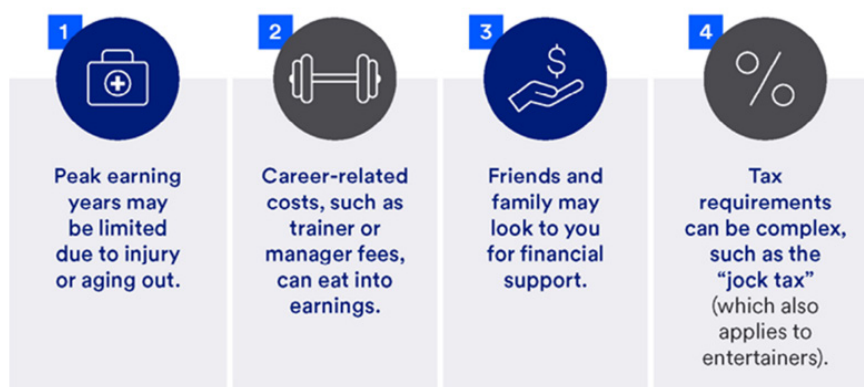 1
Peak earning
years may
be limited
due to injury
or aging out.
2
Career-related
costs, such as
trainer or
manager fees,
can eat into
earnings.
3
$
Friends and
family may
look to you
for financial
support.
4
%
Tax
requirements
can be complex,
such as the
“jock tax”
(which also
applies to
entertainers).